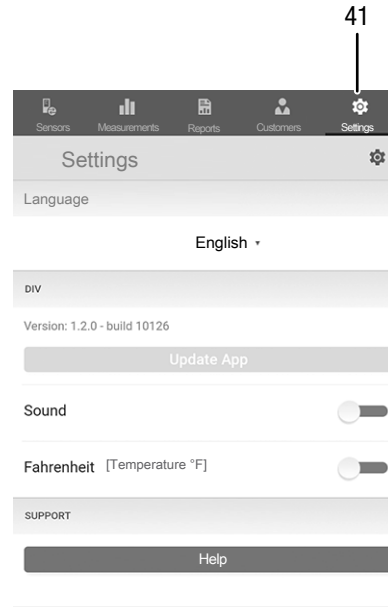 41
Sensors Measurements Reports Customers Settings
Settings
Language
English
DIV
Version: 1.2.0 - build 10126
Update App
Sound
Fahrenheit [Temperature °F]
SUPPORT
Help